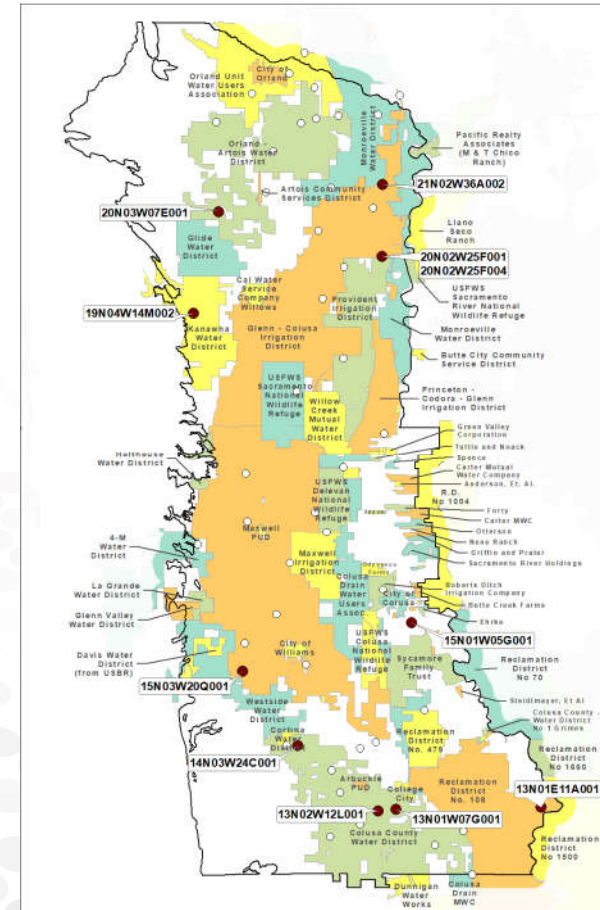 City of
Orland
Orland Unit
Water Users
Association
Monroeville
Water District
Pacific Realty
Associates
(M & T Chico
Ranch)
Orland -
Artois Water
District
Artois Community
Services District
21N02W36A002
20N03W07E001
Llano
Seco
Ranch
Glide
Water
District
20N02W25F001
20N02W25F004
Cal Water
Service
Company
Willows
USFWS
Sacramento
River National
Wildlife Refuge
Provident
Irrigation
District
19N04W14M002
Kanawha
Water
District
Glenn - Colusa
Irrigation
District
Monroeville
Water District
Butte City Community
Service District
USFWS
Sacramento
National
Wildlife
Refuge
Willow
Creek
Mutual
Water
District
Princeton -
Codora - Glenn
Irrigation District
Green Valley
Corporation
Tuttle and Noack
Spence
Carter Mutual
Water Company
Anderson, Et. Al.
R.D.
No 1004
Holthouse
Water District
USFWS
Delevan
National
Wildlife
Refuge
Forry
Carter MWC
Otterson
Nene Ranch
Griffin and Prater
Sacramento River Holdings
Maxwell
PUD
4-M
Water
District
Maxwell
Irrigation
District
Colusa
Drain
Water
Users
Assoc
Farms
City of
Colusa
Roberts Ditch
Irrigation Company
Butte Creek Farms
Ehrke
La Grande
Water District
Glenn Valley
Water District
15N01W05G001
City of
Williams
USFWS
Colusa
National
Wildlife
Refuge
Davis Water
District
(from USBR)
Sycamore
Family
Trust
Reclamation
District
No 70
15N03W20Q001
Steidlmayer, Et Al
Westside
Water
District
Colusa County
Water District
No 1 Grimes
Cortina
Water
District
14N03W24C001
Reclamation
District
No. 479
Reclamation
District
No 1660
Arbuckle
PUD
College
City
Reclamation
District
No. 108
13N01E11A001
13N02W12L001
13N01W07G001
Colusa County
Water District
Reclamation
District
No 1500
Dunnigan
Water
Works
Colusa
Drain
MWC